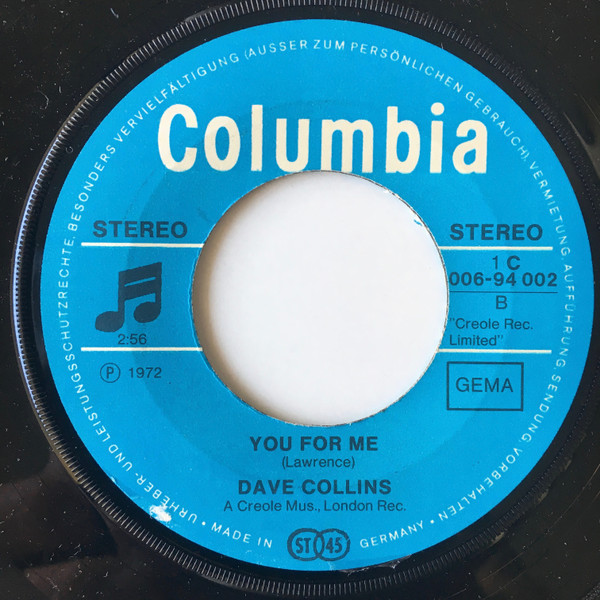 URHEBER- UND LEISTUNGSSCHUTZRECHTE, BESONDERS VERVIELFÄLTIGUNG (AUSSER ZUM PERSÖNLICHEN GEBRAUCH), VERMIETUNG, AUFFÜHRUNG, SENDUNG, VORBEHALTEN •
Columbia
STEREO
STEREO
1 C
006-94 002
B
"Creole Rec.
Limited"
2:56
Ⓟ 1972
GEMA
YOU FOR ME
(Lawrence)
DAVE COLLINS
A Creole Mus., London Rec.
• MADE IN GERMANY •
ST 45